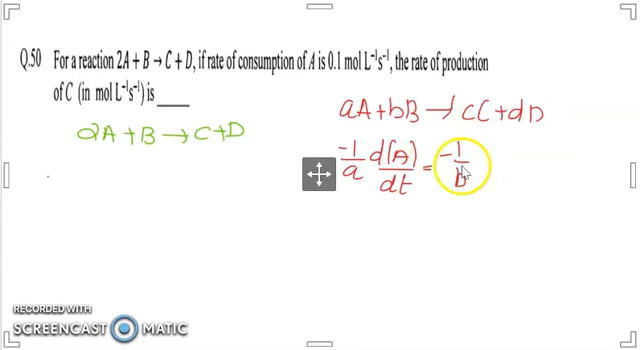 Q.50 For a reaction 2A + B → C + D, if rate of consumption of A is 0.1 mol L⁻¹s⁻¹, the rate of production
of C (in mol L⁻¹s⁻¹) is ____
aA+bB → cC+dD
2A+B → C+D
-1/a d(A)/dt = -1/b
RECORDED WITH
SCREENCAST MATIC